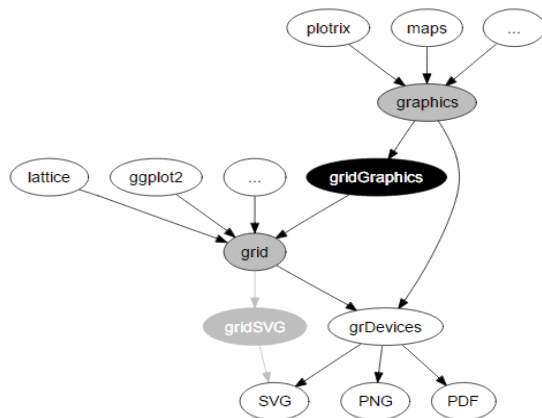 plotrix
maps
...
graphics
lattice
ggplot2
...
gridGraphics
grid
gridSVG
grDevices
SVG
PNG
PDF